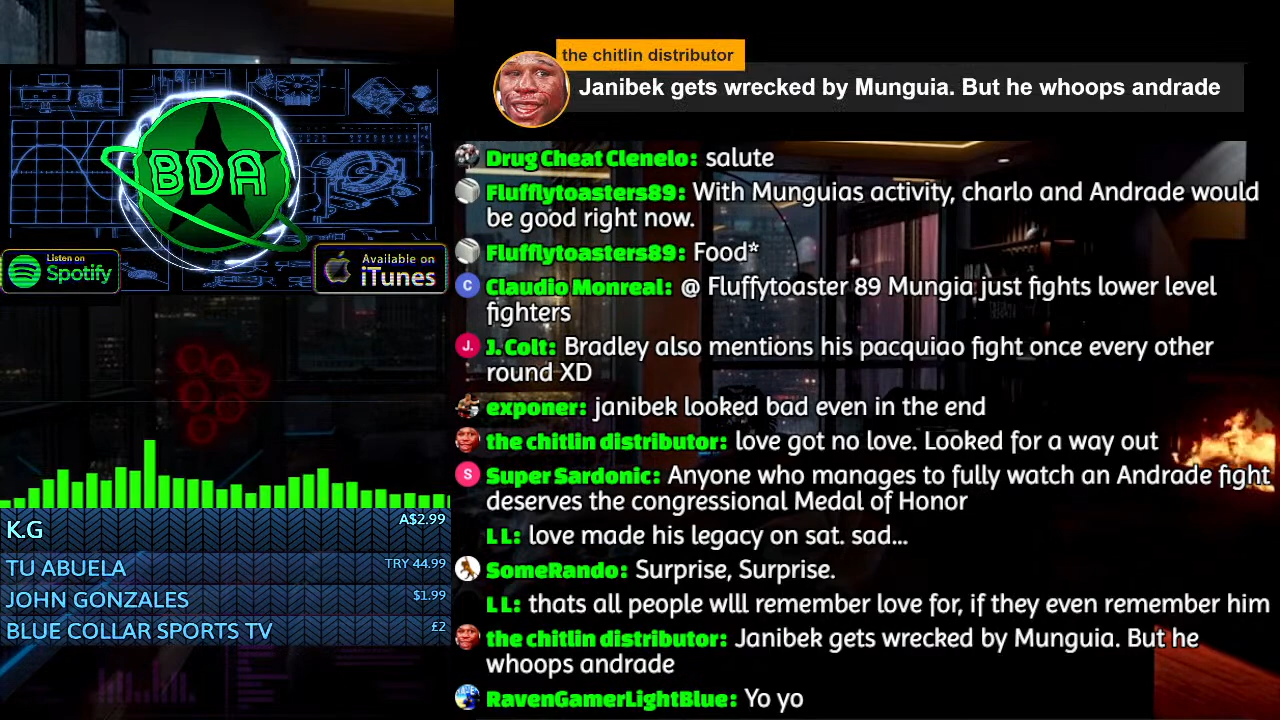 the chitlin distributor
Janibek gets wrecked by Munguia. But he whoops andrade
BDA
Listen on
Spotify
Available on
iTunes
Drug Cheat Clenelo: salute
Flufflytoasters89: With Munguias activity, charlo and Andrade would
be good right now.
Flufflytoasters89: Food*
C
Claudio Monreal: @ Fluffytoaster 89 Mungia just fights lower level
fighters
J.
J. Colt: Bradley also mentions his pacquiao fight once every other
round XD
exponer: janibek looked bad even in the end
the chitlin distributor: love got no love. Looked for a way out
S
Super Sardonic: Anyone who manages to fully watch an Andrade fight
deserves the congressional Medal of Honor
L L: love made his legacy on sat. sad...
SomeRando: Surprise, Surprise.
L L: thats all people wlll remember love for, if they even remember him
the chitlin distributor: Janibek gets wrecked by Munguia. But he
whoops andrade
RavenGamerLightBlue: Yo yo
K.G A$2.99
TU ABUELA TRY 44.99
JOHN GONZALES $1.99
BLUE COLLAR SPORTS TV £2